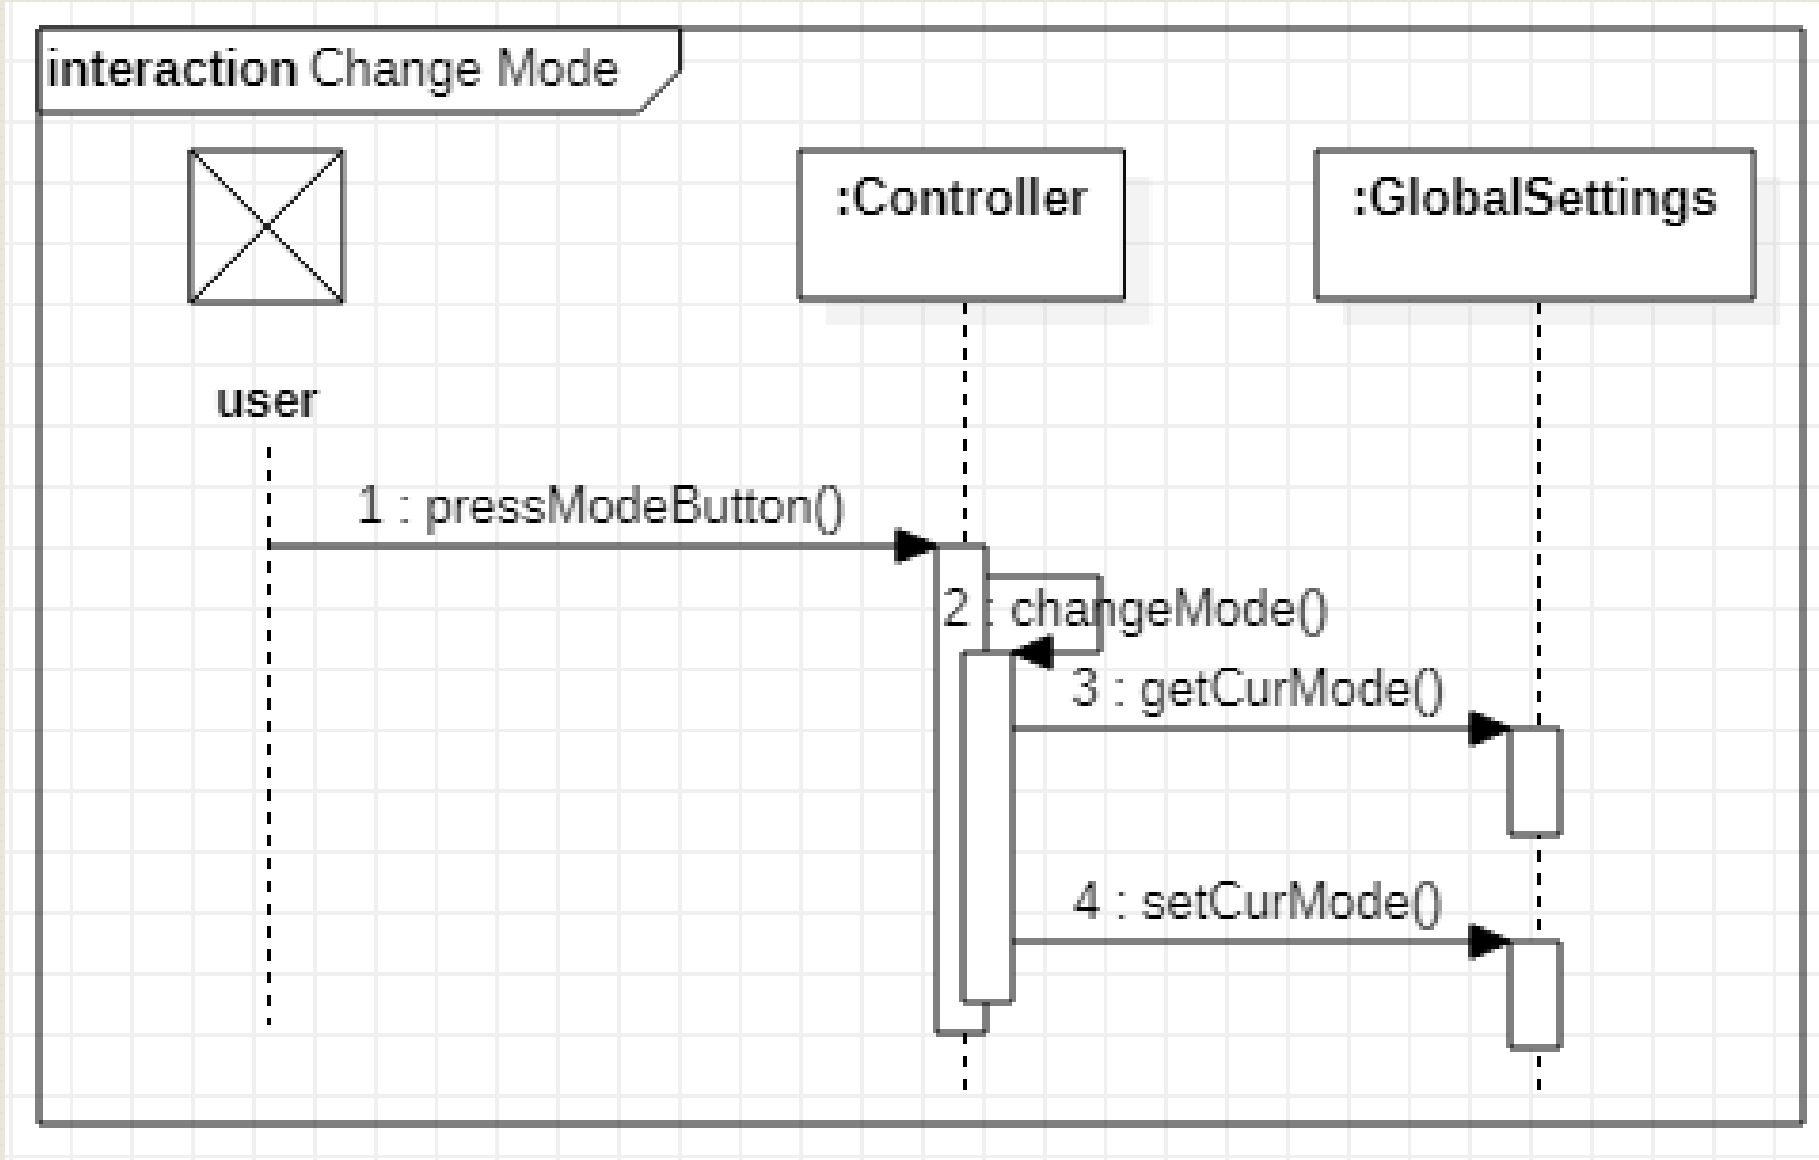 interaction Change Mode
:Controller
:GlobalSettings
user
1 : pressModeButton()
2 : changeMode()
3 : getCurMode()
4 : setCurMode()